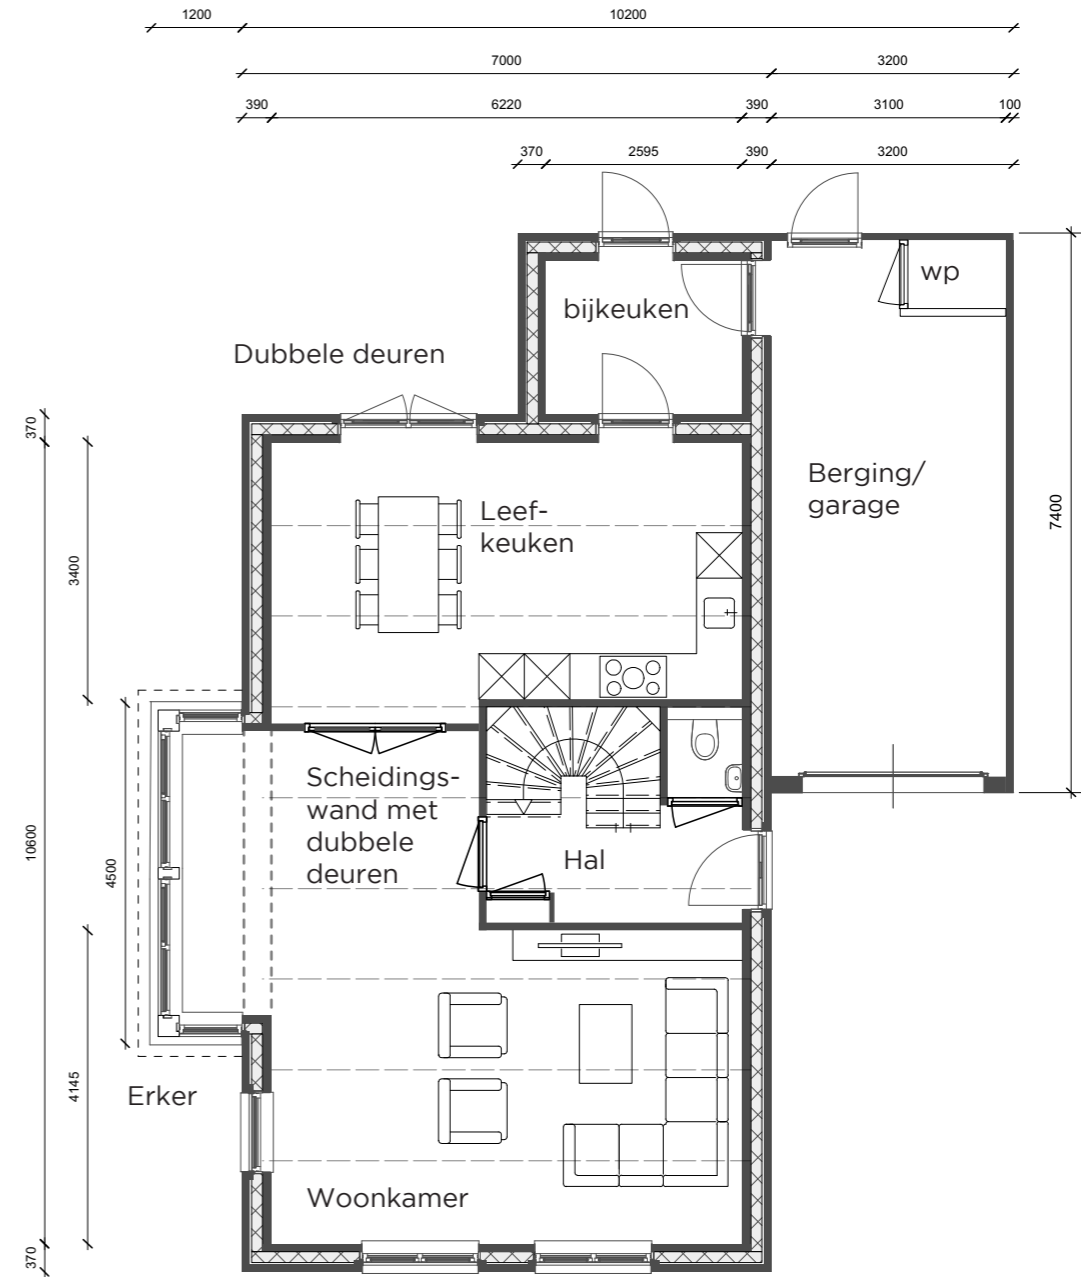 1200 10200
7000 3200
390 6220 390 3100 100
370 2595 390 3200
wp
bijkeuken
Dubbele deuren
370
Berging/
garage
7400
Leef-
keuken
3400
Scheidings-
wand met
dubbele
deuren
10600
4500
Hal
4145
Erker
Woonkamer
370